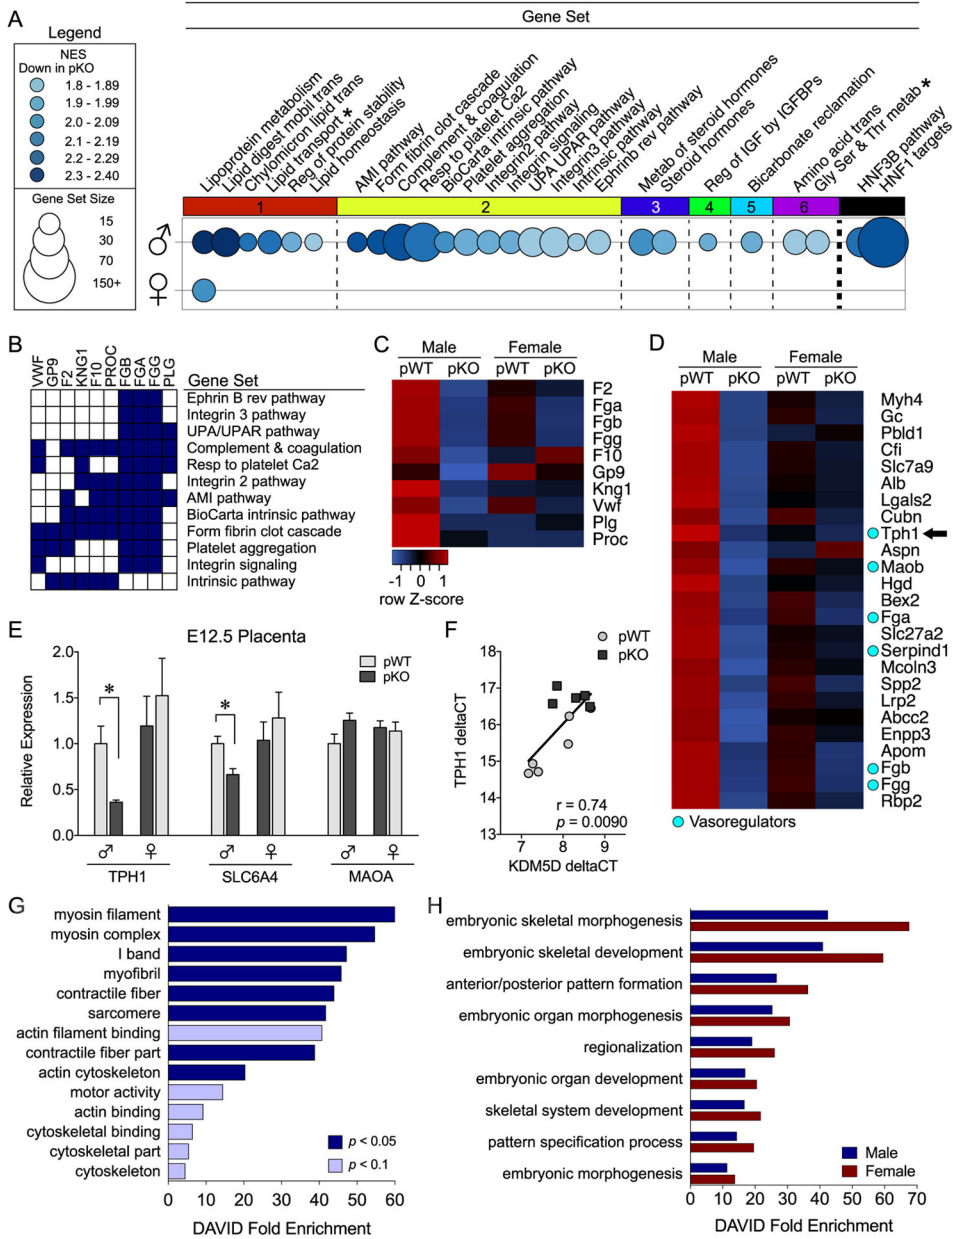 A
Legend
NES
Down in pKO
1.8 - 1.89
1.9 - 1.99
2.0 - 2.09
2.1 - 2.19
2.2 - 2.29
2.3 - 2.40
Gene Set Size
15
30
70
150+
Gene Set
Lipoprotein metabolism
Lipid digest mobil trans
Chylomicron lipid trans
Lipid transport *
Reg of protein stability
Lipid homeostasis
AMI pathway
Form fibrin clot cascade
Complement & coagulation
Resp to platelet Ca2
BioCarta intrinsic pathway
Platelet aggregation
Integrin2 pathway
Integrin signaling
UPA UPAR pathway
Integrin3 pathway
Intrinsic pathway
Ephrinb rev pathway
Metab of steroid hormones
Steroid hormones
Reg of IGF by IGFBPs
Bicarbonate reclamation
Amino acid trans
Gly Ser & Thr metab *
HNF3B pathway
HNF1 targets
1 2 3 4 5 6
♂
♀
B
VWF GP9 F2 KNG1 F10 PROC FGB FGA FGG PLG
Gene Set
Ephrin B rev pathway
Integrin 3 pathway
UPA/UPAR pathway
Complement & coagulation
Resp to platelet Ca2
Integrin 2 pathway
AMI pathway
BioCarta intrinsic pathway
Form fibrin clot cascade
Platelet aggregation
Integrin signaling
Intrinsic pathway
C
Male Female
pWT pKO pWT pKO
F2
Fga
Fgb
Fgg
F10
Gp9
Kng1
Vwf
Plg
Proc
-1 0 1
row Z-score
D
Male Female
pWT pKO pWT pKO
Myh4
Gc
Pbld1
Cfi
Slc7a9
Alb
Lgals2
Cubn
Tph1
Aspn
Maob
Hgd
Bex2
Fga
Slc27a2
Serpind1
Mcoln3
Spp2
Lrp2
Abcc2
Enpp3
Apom
Fgb
Fgg
Rbp2
Vasoregulators
E
E12.5 Placenta
Relative Expression
2.0
1.5
1.0
0.5
0.0
pWT
pKO
* *
♂ ♀ ♂ ♀ ♂ ♀
TPH1 SLC6A4 MAOA
F
pWT
pKO
TPH1 deltaCT
18
17
16
15
14
13
r = 0.74
p = 0.0090
7 8 9
KDM5D deltaCT
G
myosin filament
myosin complex
I band
myofibril
contractile fiber
sarcomere
actin filament binding
contractile fiber part
actin cytoskeleton
motor activity
actin binding
cytoskeletal binding
cytoskeletal part
cytoskeleton
p < 0.05
p < 0.1
0 10 20 30 40 50 60
DAVID Fold Enrichment
H
embryonic skeletal morphogenesis
embryonic skeletal development
anterior/posterior pattern formation
embryonic organ morphogenesis
regionalization
embryonic organ development
skeletal system development
pattern specification process
embryonic morphogenesis
Male
Female
0 10 20 30 40 50 60 70
DAVID Fold Enrichment